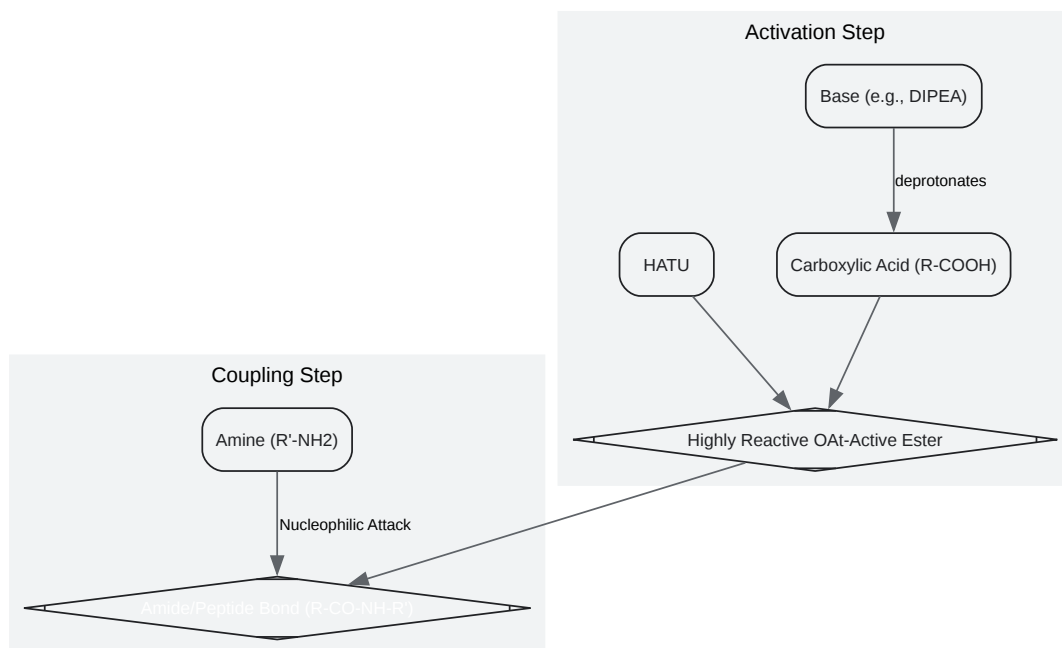 Activation Step
Base (e.g., DIPEA)
deprotonates
HATU
Carboxylic Acid (R-COOH)
Highly Reactive OAt-Active Ester
Coupling Step
Amine (R'-NH2)
Nucleophilic Attack
Amide/Peptide Bond (R-CO-NH-R')